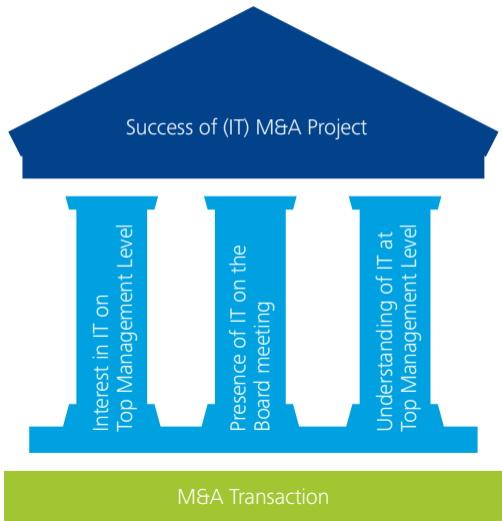 Success of (IT) M&A Project
Interest in IT on
Top Management Level
Presence of IT on the
Board meeting
Understanding of IT at
Top Management Level
M&A Transaction